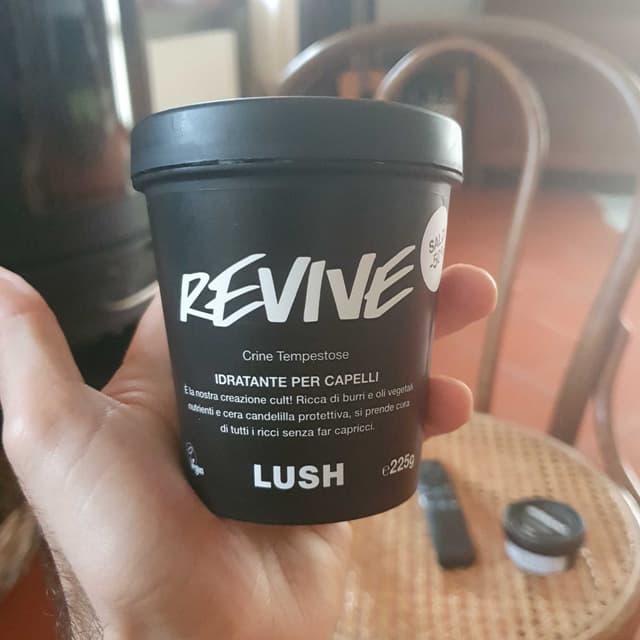 REVIVE
Crine Tempestose
IDRATANTE PER CAPELLI
È la nostra creazione cult! Ricca di burri e oli vegetali
nutrienti e cera candelilla protettiva, si prende cura
di tutti i ricci senza far capricci.
LUSH
℮225g